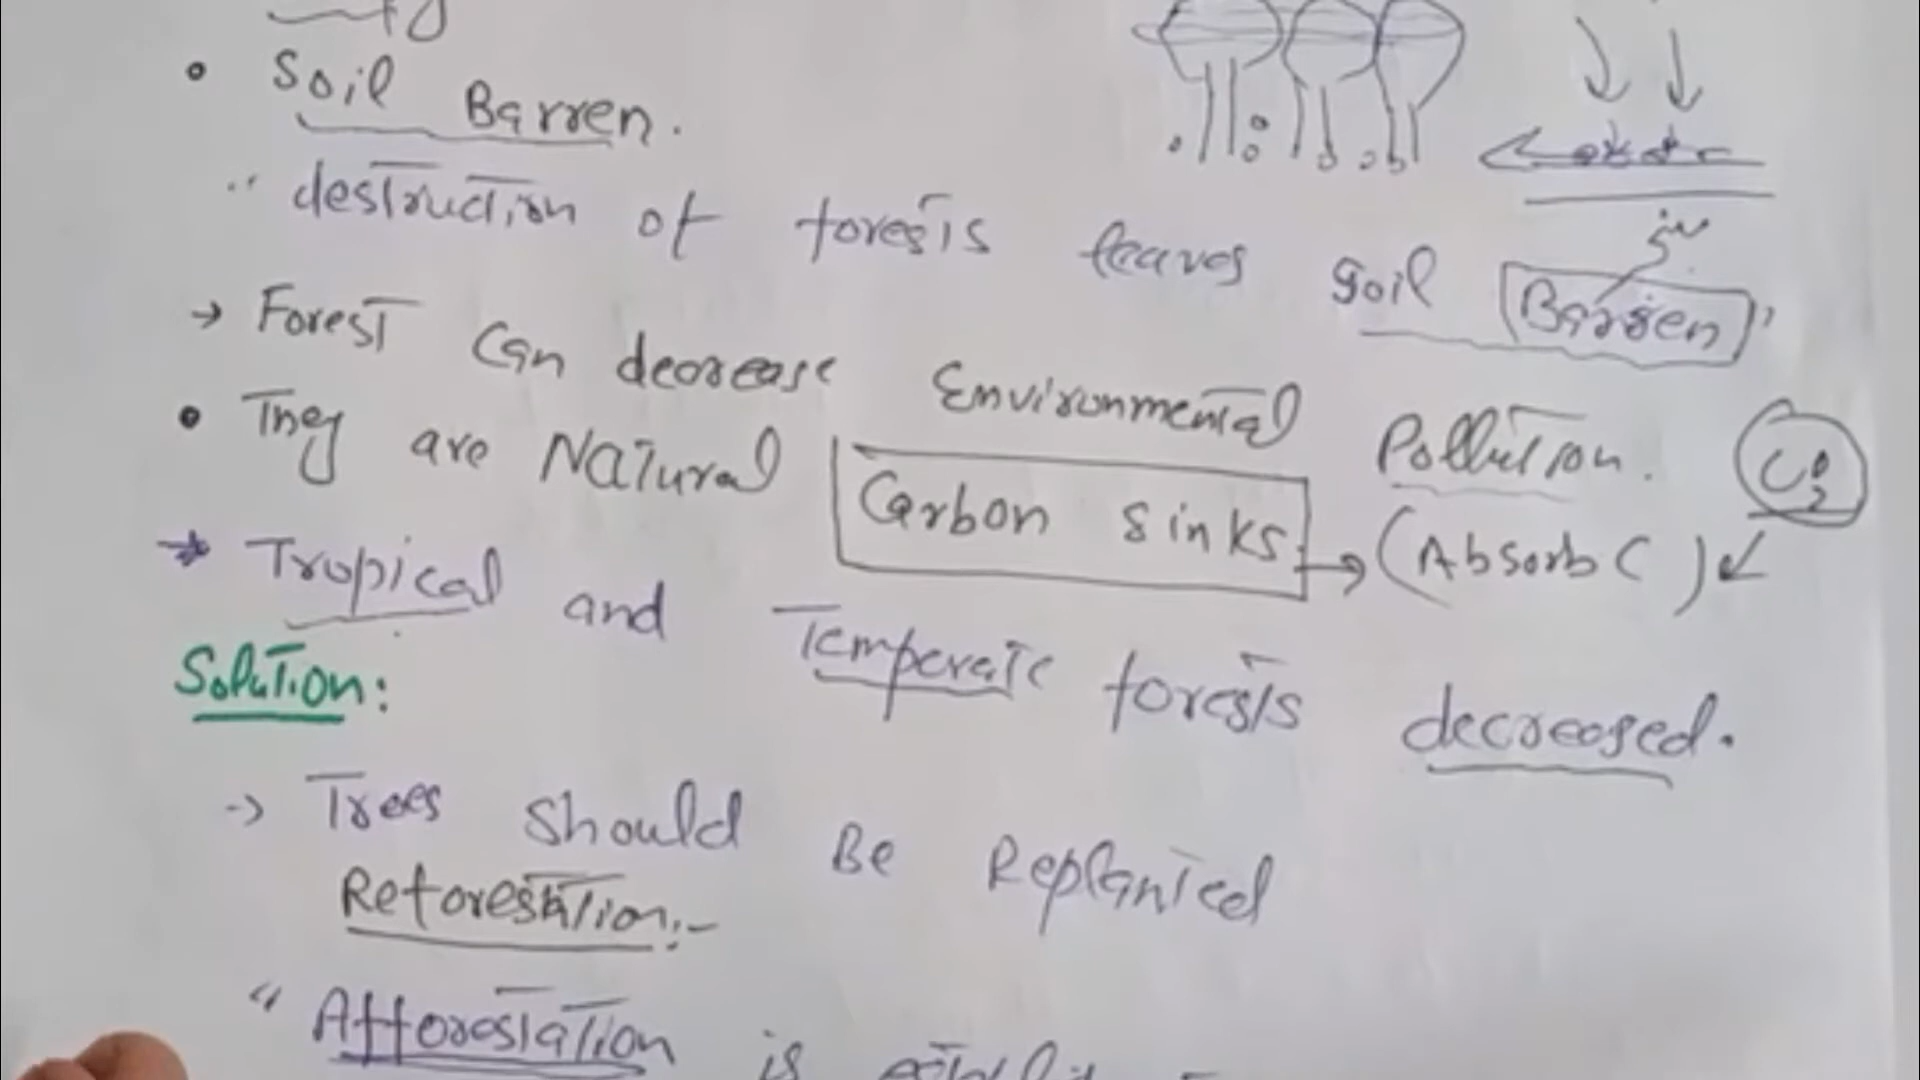 • Soil Barren.
" destruction of forests leaves soil Barren"
→ Forest Can decrease Environmental Pollution.
• They are Natural Carbon sinks → (Absorb C) CO2
→ Tropical and Temperate forests decreased.
Solution:
→ Trees should Be Replanted
Reforestation:-
" Afforestation is